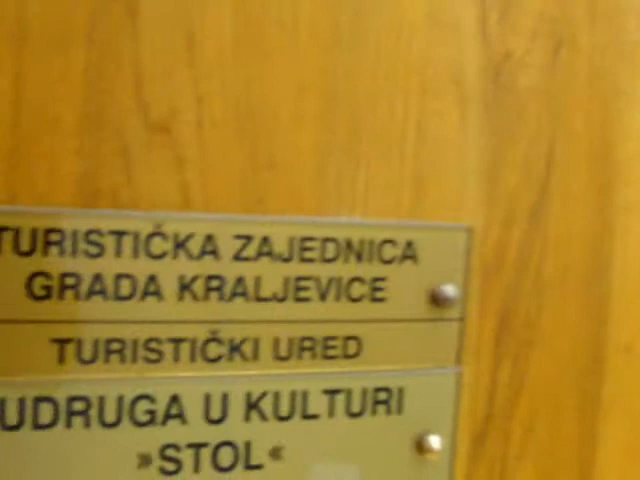 TURISTIČKA ZAJEDNICA
GRADA KRALJEVICE
TURISTIČKI URED
UDRUGA U KULTURI
»STOL«